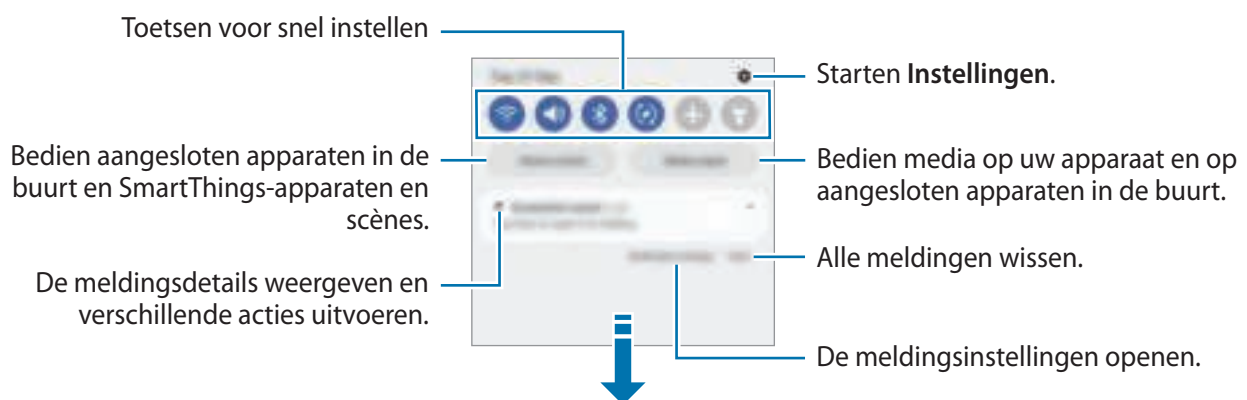 Toetsen voor snel instellen
Starten Instellingen.
Bedien aangesloten apparaten in de
buurt en SmartThings-apparaten en
scènes.
Bedien media op uw apparaat en op
aangesloten apparaten in de buurt.
De meldingsdetails weergeven en
verschillende acties uitvoeren.
Alle meldingen wissen.
De meldingsinstellingen openen.